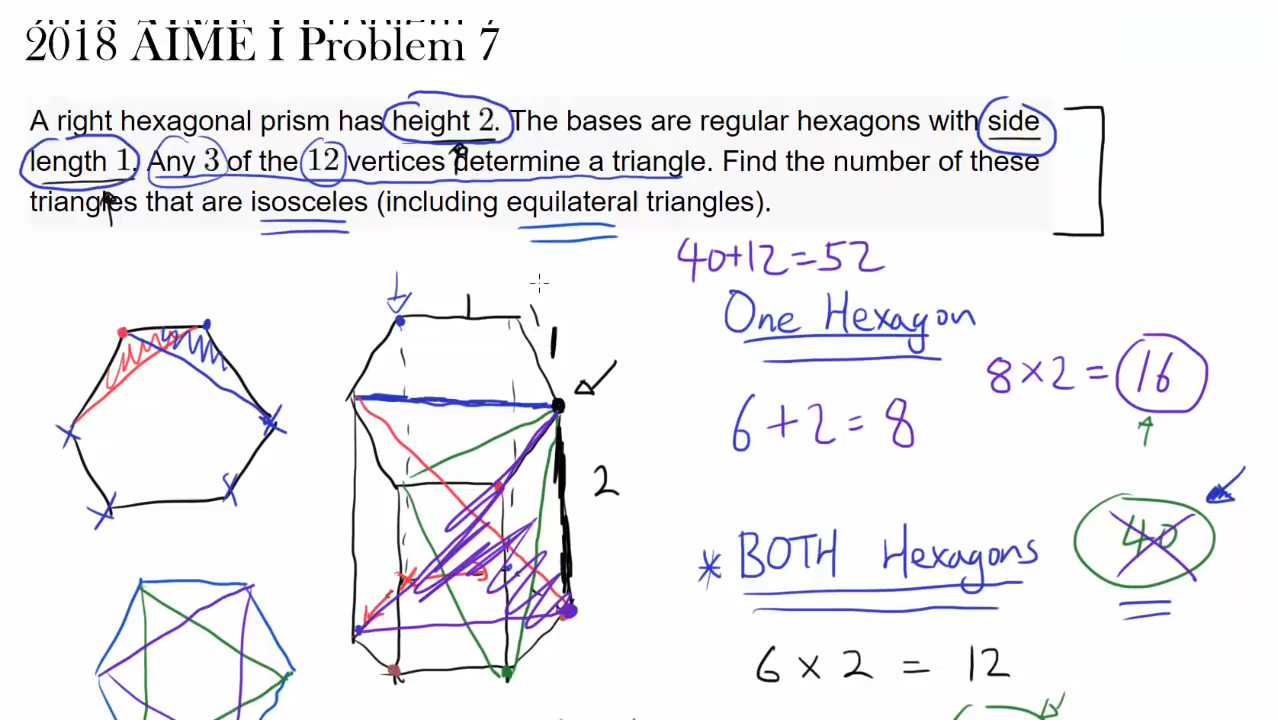 2018 AIME I Problem 7
A right hexagonal prism has height 2. The bases are regular hexagons with side
length 1. Any 3 of the 12 vertices determine a triangle. Find the number of these
triangles that are isosceles (including equilateral triangles).
40+12=52
One Hexagon
8×2=16
6+2=8
1
1
2
40
* BOTH Hexagons
6 × 2 = 12